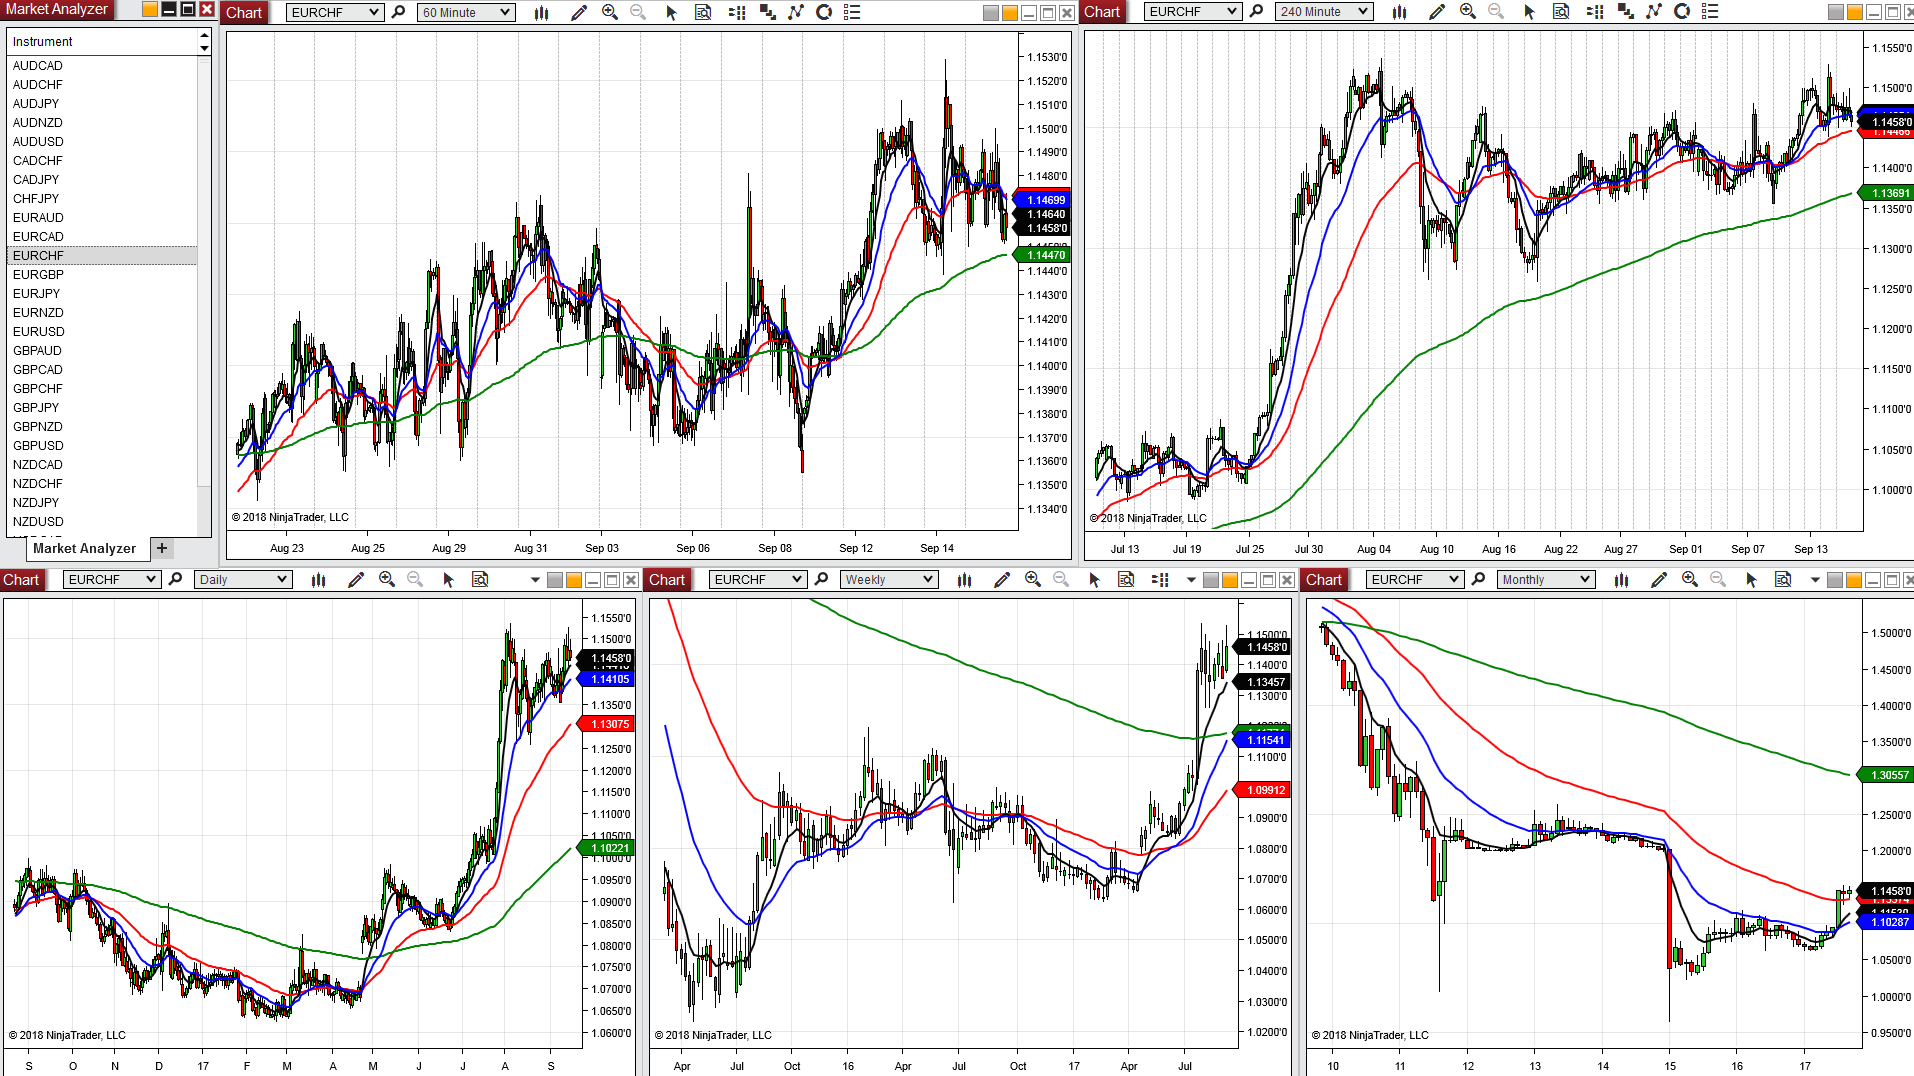 Market Analyzer
Instrument
AUDCAD
AUDCHF
AUDJPY
AUDNZD
AUDUSD
CADCHF
CADJPY
CHFJPY
EURAUD
EURCAD
EURCHF
EURGBP
EURJPY
EURNZD
EURUSD
GBPAUD
GBPCAD
GBPCHF
GBPJPY
GBPNZD
GBPUSD
NZDCAD
NZDCHF
NZDJPY
NZDUSD
Market Analyzer +
Chart EURCHF 60 Minute
1.1530'0
1.1520'0
1.1510'0
1.1500'0
1.1490'0
1.1480'0
1.14699
1.14640
1.1458'0
1.14470
1.1440'0
1.1430'0
1.1420'0
1.1410'0
1.1400'0
1.1390'0
1.1380'0
1.1370'0
1.1360'0
1.1350'0
1.1340'0
© 2018 NinjaTrader, LLC
Aug 23 Aug 25 Aug 29 Aug 31 Sep 03 Sep 06 Sep 08 Sep 12 Sep 14
Chart EURCHF 240 Minute
1.1550'0
1.1500'0
1.1458'0
1.1400'0
1.13691
1.1350'0
1.1300'0
1.1250'0
1.1200'0
1.1150'0
1.1100'0
1.1050'0
1.1000'0
© 2018 NinjaTrader, LLC
Jul 13 Jul 19 Jul 25 Jul 30 Aug 04 Aug 10 Aug 16 Aug 22 Aug 27 Sep 01 Sep 07 Sep 13
Chart EURCHF Daily
1.1550'0
1.1500'0
1.1458'0
1.14105
1.13075
1.1250'0
1.1200'0
1.1150'0
1.1100'0
1.1050'0
1.10221
1.1000'0
1.0950'0
1.0900'0
1.0850'0
1.0800'0
1.0750'0
1.0700'0
1.0650'0
1.0600'0
© 2018 NinjaTrader, LLC
S O N D 17 F M A M J J A S
Chart EURCHF Weekly
1.1500'0
1.1458'0
1.1400'0
1.13457
1.1300'0
1.11541
1.1100'0
1.09912
1.0900'0
1.0800'0
1.0700'0
1.0600'0
1.0500'0
1.0400'0
1.0300'0
1.0200'0
© 2018 NinjaTrader, LLC
Apr Jul Oct 16 Apr Jul Oct 17 Apr Jul
Chart EURCHF Monthly
1.5000'0
1.4500'0
1.4000'0
1.3500'0
1.30557
1.2500'0
1.2000'0
1.1458'0
1.10287
1.0500'0
1.0000'0
0.9500'0
© 2018 NinjaTrader, LLC
10 11 12 13 14 15 16 17